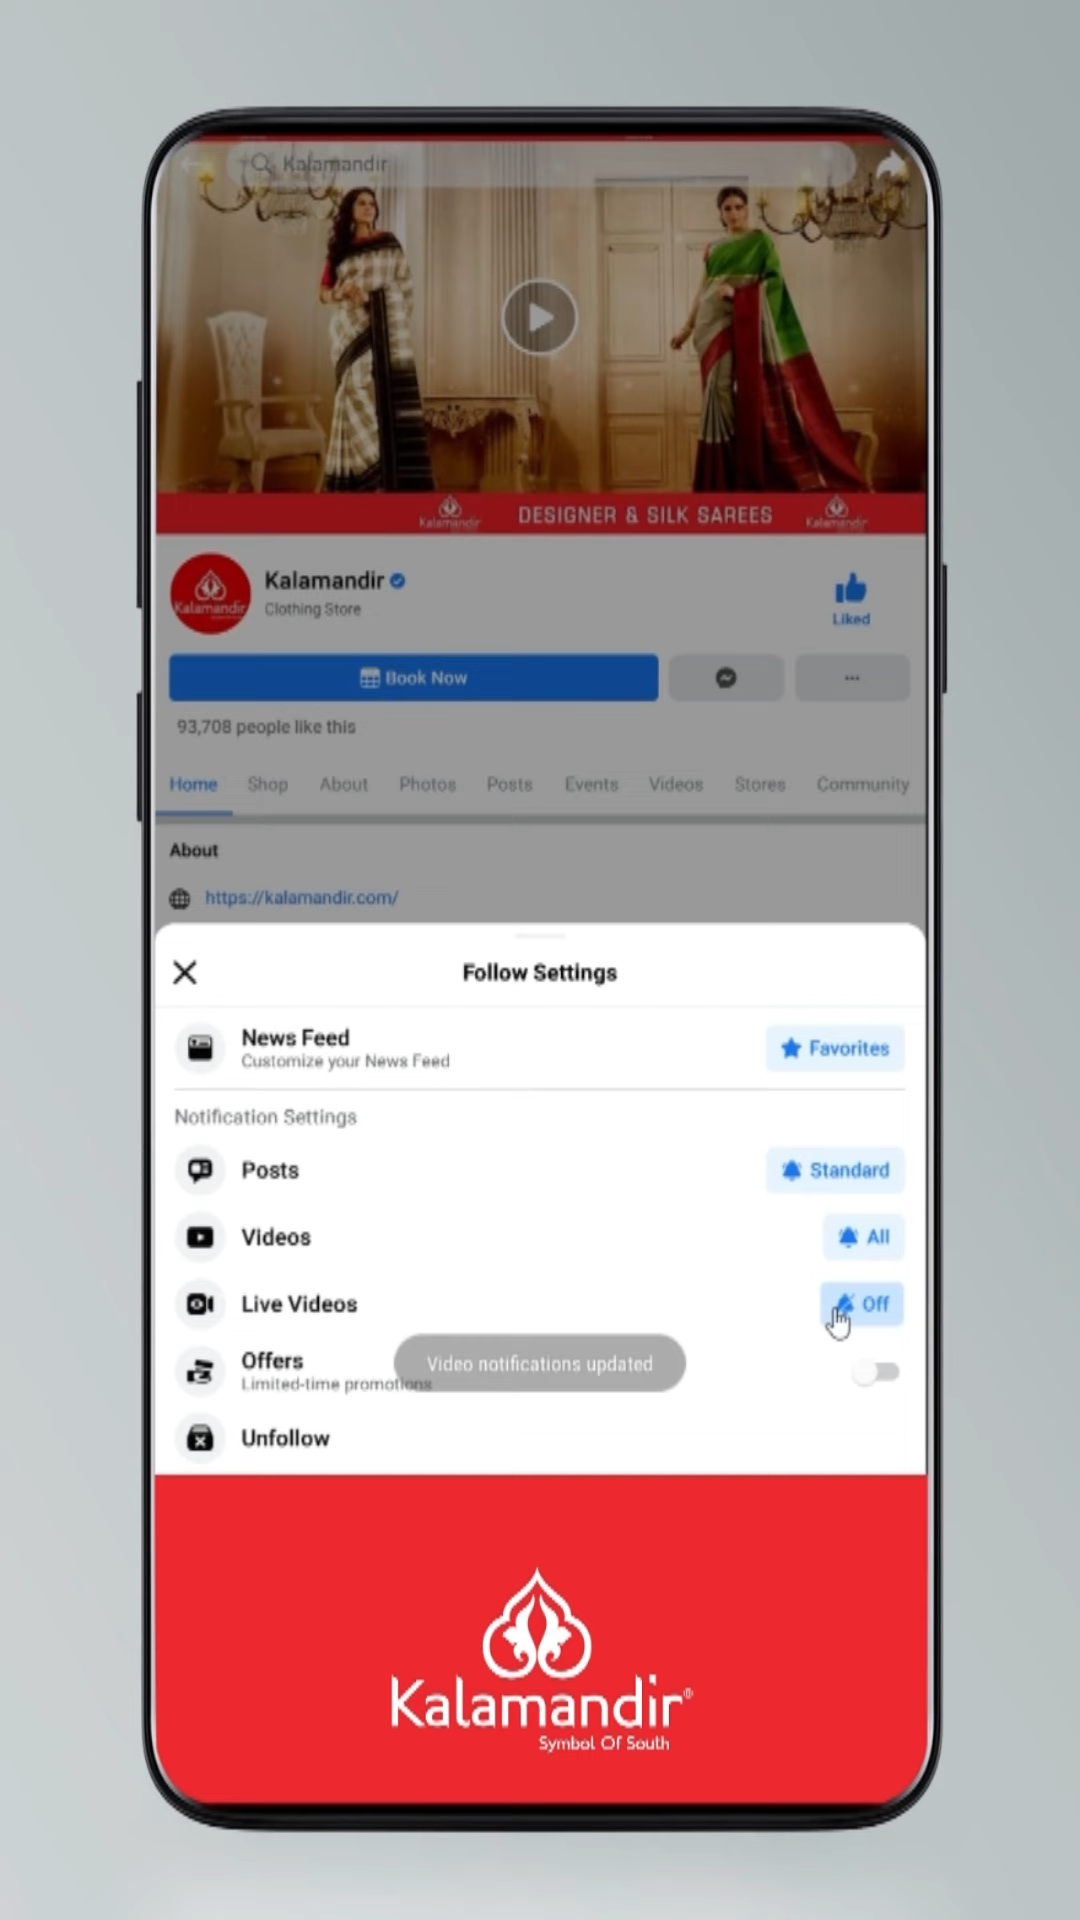 Kalamandir
Kalamandir
DESIGNER & SILK SAREES
Kalamandir
Kalamandir
Kalamandir
Clothing Store
Liked
Book Now
93,708 people like this
Home Shop About Photos Posts Events Videos Stores Community
About
https://kalamandir.com/
Follow Settings
News Feed
Customize your News Feed
Favorites
Notification Settings
Posts
Standard
Videos
All
Live Videos
Off
Offers
Limited-time promotions
Video notifications updated
Unfollow
Kalamandir®
Symbol Of South